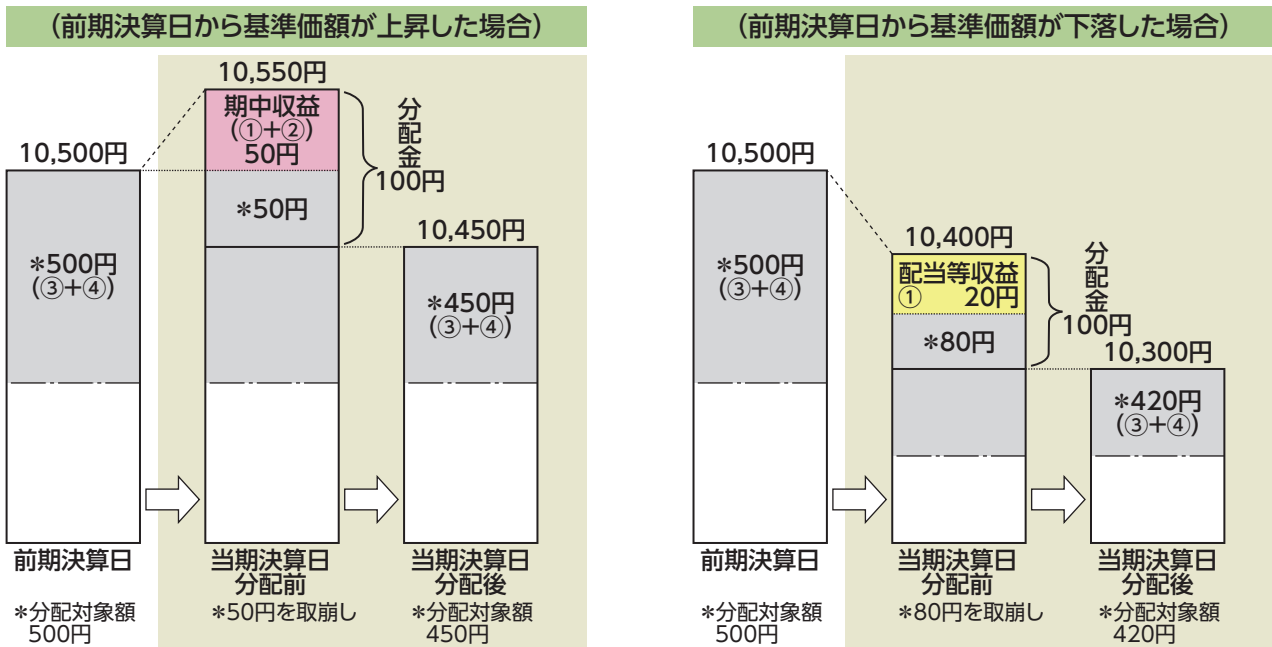 (前期決算日から基準価額が上昇した場合)
10,550円
期中収益
(①+②)
50円
分配金
100円
10,500円
*50円
10,450円
*500円
(③+④)
*450円
(③+④)
前期決算日
当期決算日
分配前
当期決算日
分配後
*分配対象額
500円
*50円を取崩し
*分配対象額
450円
(前期決算日から基準価額が下落した場合)
10,500円
10,400円
配当等収益
① 20円
分配金
100円
*500円
(③+④)
*80円
10,300円
*420円
(③+④)
前期決算日
当期決算日
分配前
当期決算日
分配後
*分配対象額
500円
*80円を取崩し
*分配対象額
420円